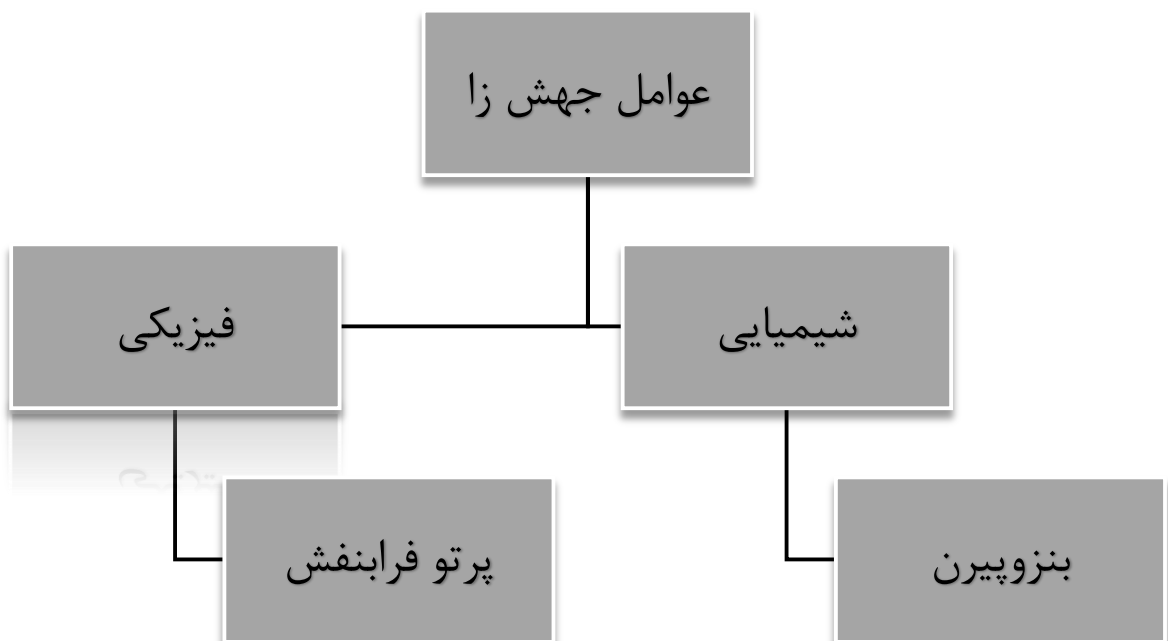 عوامل جهش زا
شیمیایی
فیزیکی
بنزوپیرن
پرتو فرابنفش